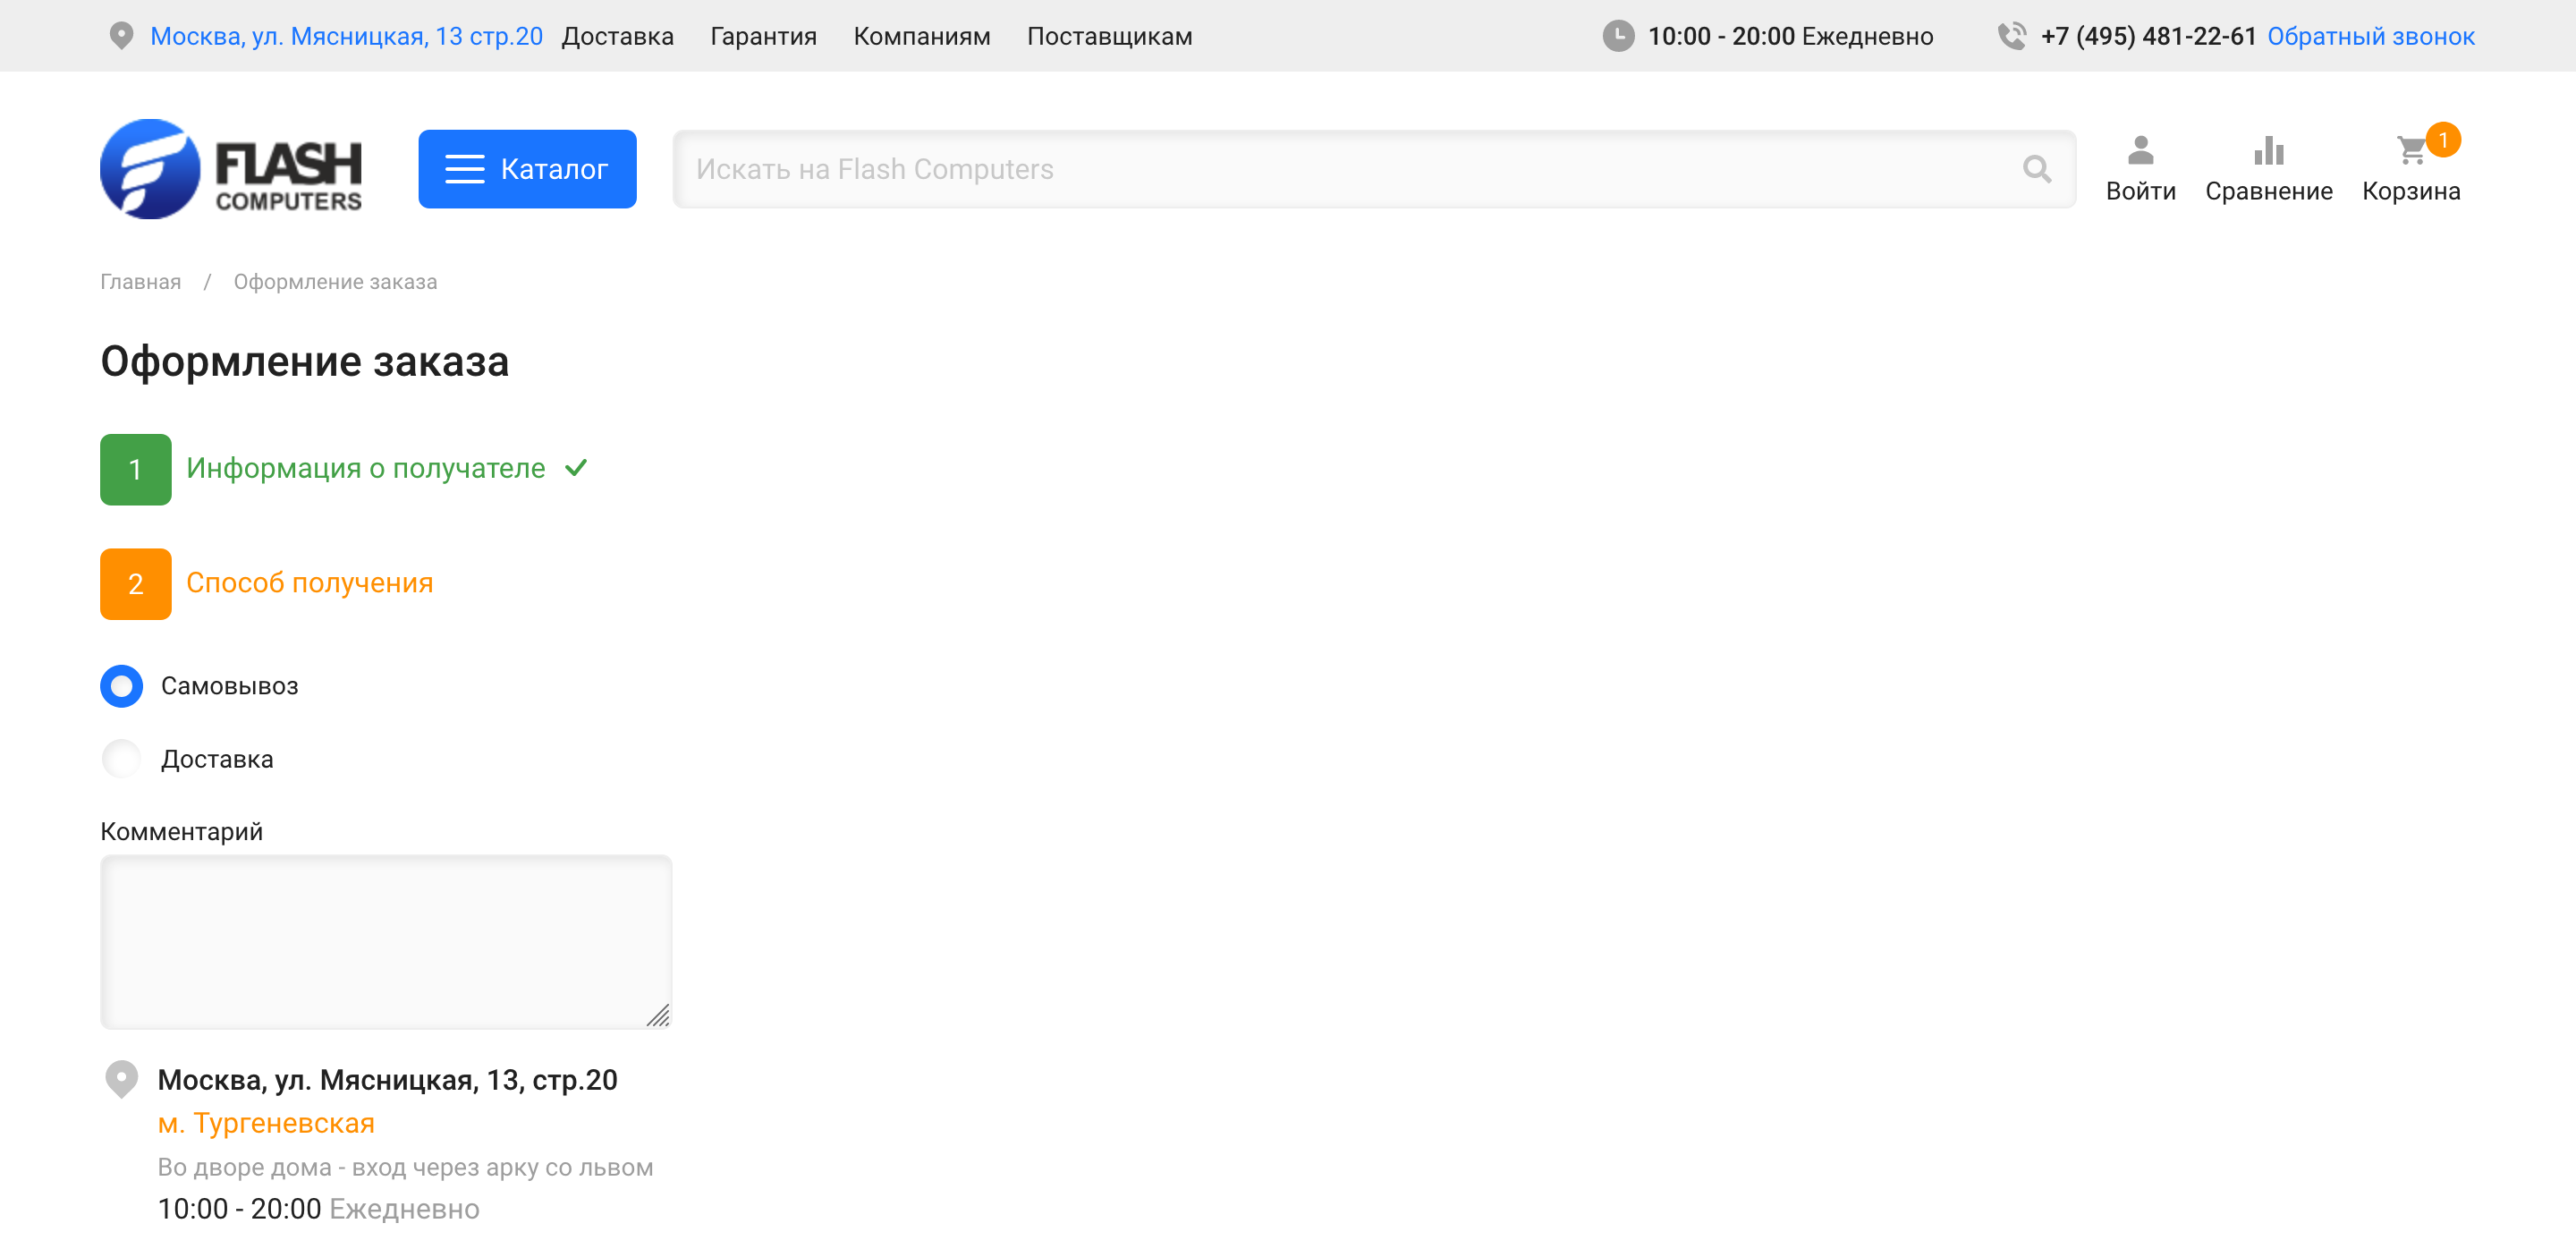 Москва, ул. Мясницкая, 13 стр.20 Доставка Гарантия Компаниям Поставщикам 10:00 - 20:00 Ежедневно +7 (495) 481-22-61 Обратный звонок
FLASH
COMPUTERS
Каталог
Искать на Flash Computers
1
Войти Сравнение Корзина
Главная / Оформление заказа
Оформление заказа
1 Информация о получателе
2 Способ получения
Самовывоз
Доставка
Комментарий
Москва, ул. Мясницкая, 13, стр.20
м. Тургеневская
Во дворе дома - вход через арку со львом
10:00 - 20:00 Ежедневно